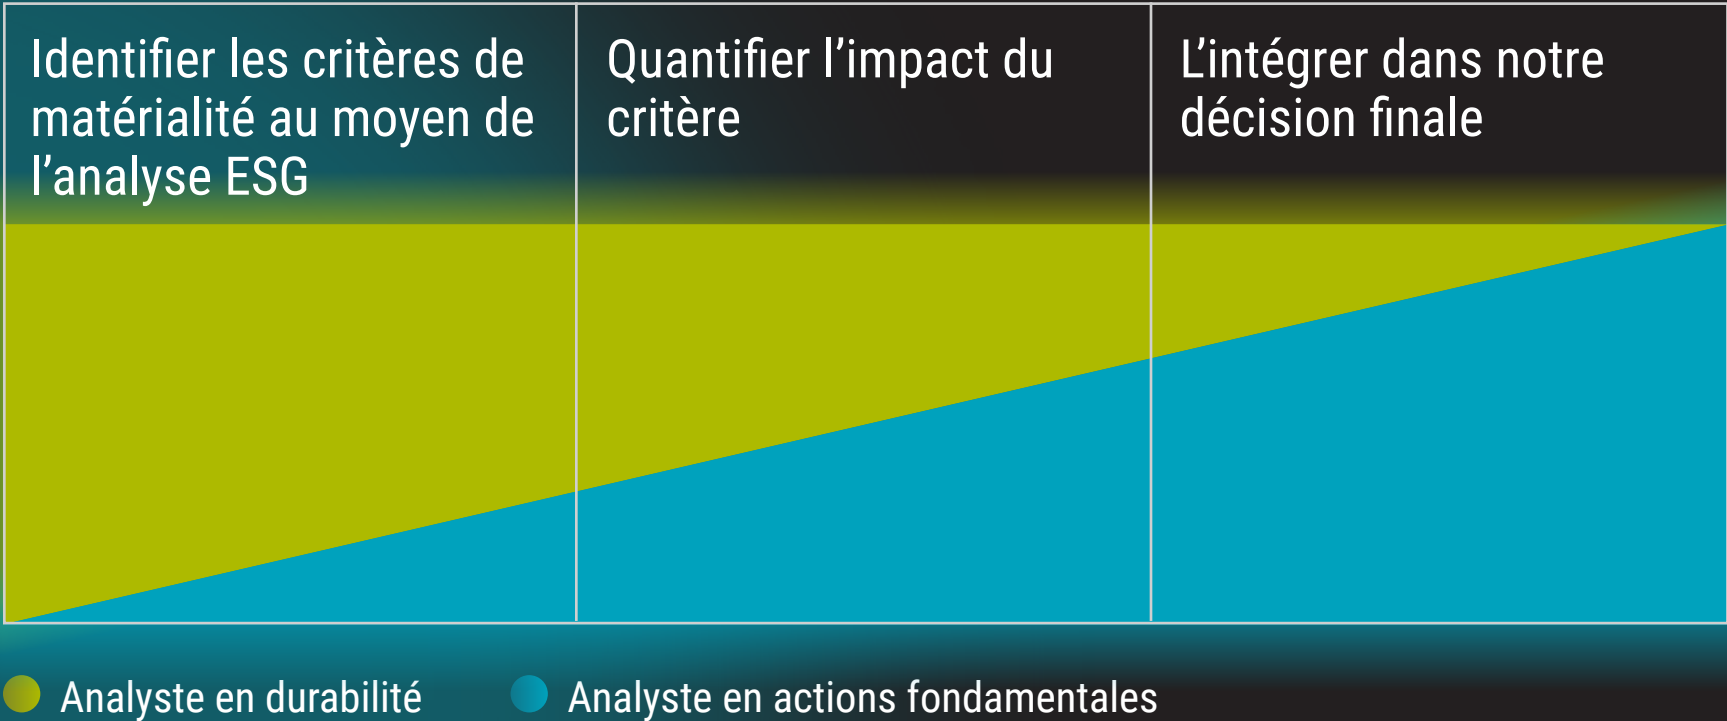 Identifier les critères de
matérialité au moyen de
l’analyse ESG
Quantifier l’impact du
critère
L’intégrer dans notre
décision finale
Analyste en durabilité
Analyste en actions fondamentales